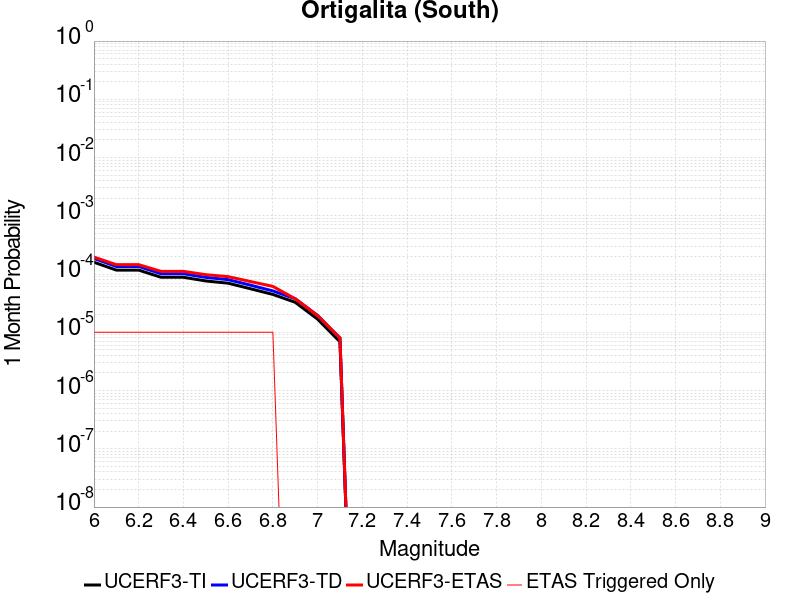 Ortigalita (South)
10^0
10^-1
10^-2
10^-3
10^-4
10^-5
10^-6
10^-7
10^-8
1 Month Probability
6 6.2 6.4 6.6 6.8 7 7.2 7.4 7.6 7.8 8 8.2 8.4 8.6 8.8 9
Magnitude
UCERF3-TI UCERF3-TD UCERF3-ETAS ETAS Triggered Only